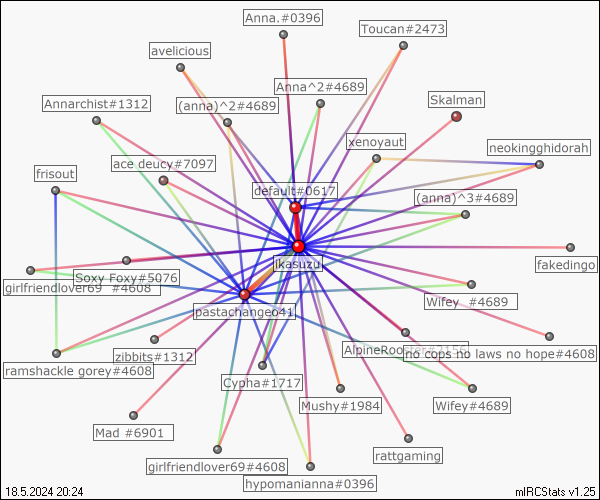 Anna.#0396
Toucan#2473
avelicious
Anna^2#4689
Annarchist#1312
(anna)^2#4689
Skalman
xenoyaut
neokingghidorah
ace deucy#7097
frisout
default#0617
(anna)^3#4689
ikasuzu
fakedingo
Soxy Foxy#5076
girlfriendlover69 #4608
Wifey_#4689
pastachangeo41
zibbits#1312
no cops no laws no hope#4608
ramshackle gorey#4608
Cypha#1717
Mushy#1984
Wifey#4689
Mad #6901
rattgaming
girlfriendlover69#4608
hypomanianna#0396
18.5.2024 20:24
mIRCStats v1.25